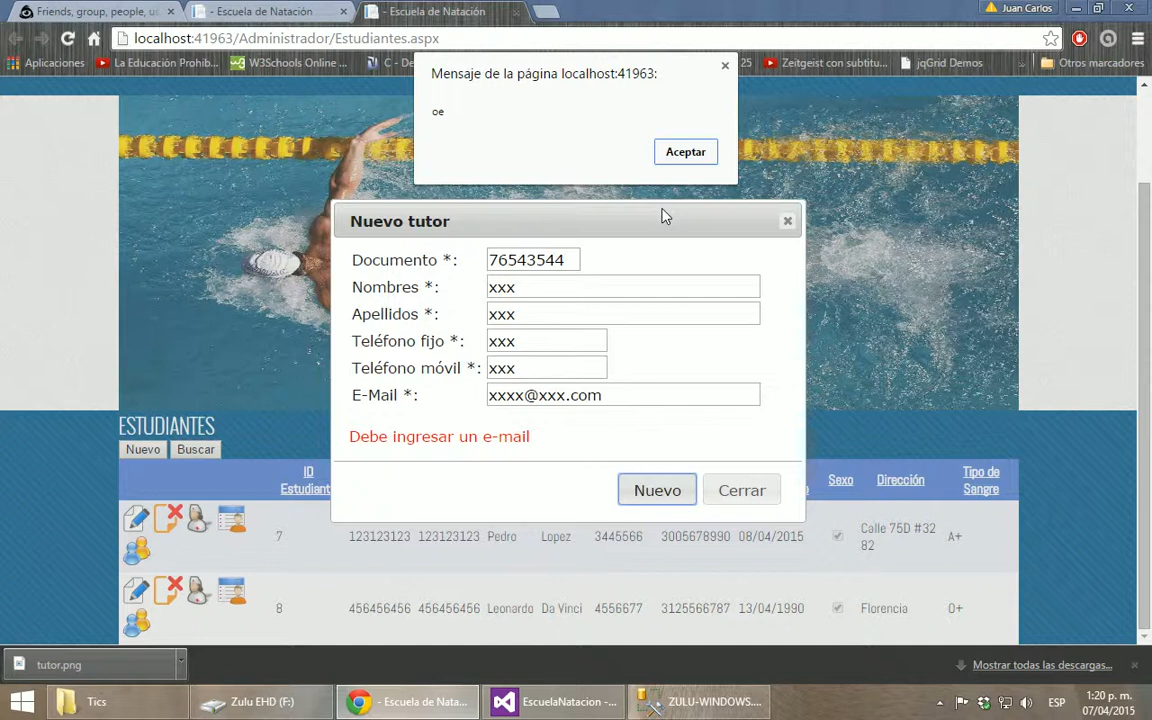 Friends, group, people, u
- Escuela de Natación
- Escuela de Natación
Juan Carlos
localhost:41963/Administrador/Estudiantes.aspx
Aplicaciones
La Educación Prohib...
W3Schools Online ...
C - De
25
Zeitgeist con subtitu...
jqGrid Demos
Otros marcadores
Mensaje de la página localhost:41963:
oe
Aceptar
Nuevo tutor
Documento *: 76543544
Nombres *: xxx
Apellidos *: xxx
Teléfono fijo *: xxx
Teléfono móvil *: xxx
E-Mail *: xxxx@xxx.com
Debe ingresar un e-mail
Nuevo Cerrar
ESTUDIANTES
Nuevo Buscar
ID
Estudiant
Sexo
Dirección
Tipo de
Sangre
7 123123123 123123123 Pedro Lopez 3445566 3005678990 08/04/2015 Calle 75D #32
82 A+
8 456456456 456456456 Leonardo Da Vinci 4556677 3125566787 13/04/1990 Florencia O+
tutor.png
Mostrar todas las descargas...
Tics
Zulu EHD (F:)
- Escuela de Nata...
EscuelaNatacion -...
ZULU-WINDOWS....
ESP
1:20 p. m.
07/04/2015